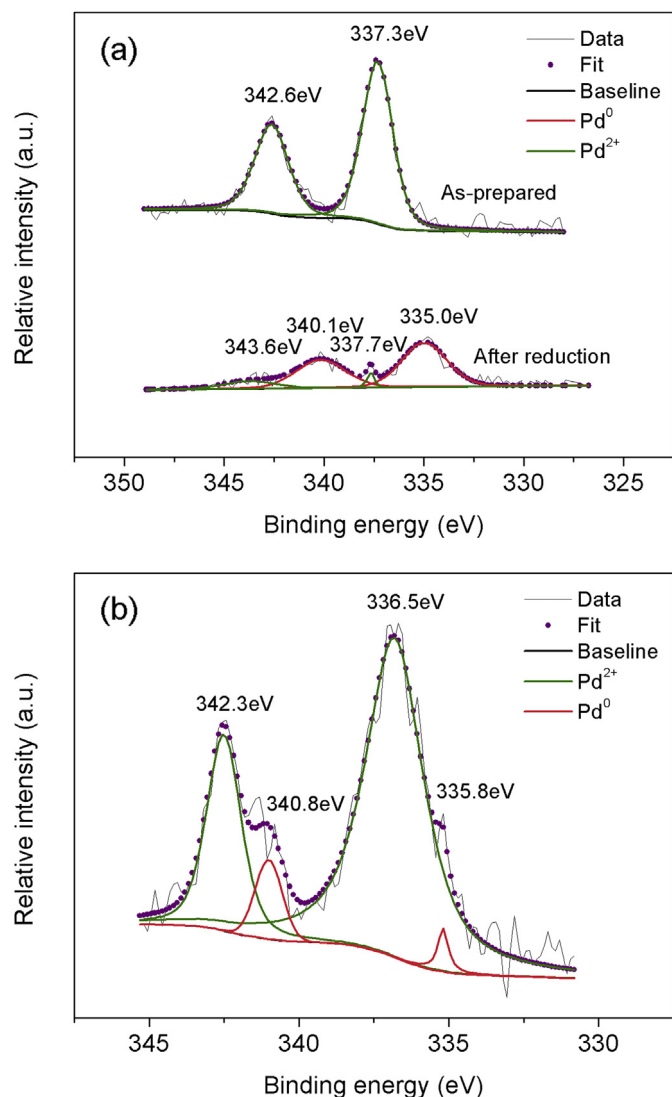 (a)
337.3eV
342.6eV
Data
Fit
Baseline
Pd⁰
Pd²⁺
As-prepared
340.1eV
335.0eV
343.6eV
337.7eV
After reduction
Relative intensity (a.u.)
350 345 340 335 330 325
Binding energy (eV)
(b)
336.5eV
342.3eV
340.8eV
335.8eV
Data
Fit
Baseline
Pd²⁺
Pd⁰
Relative intensity (a.u.)
345 340 335 330
Binding energy (eV)